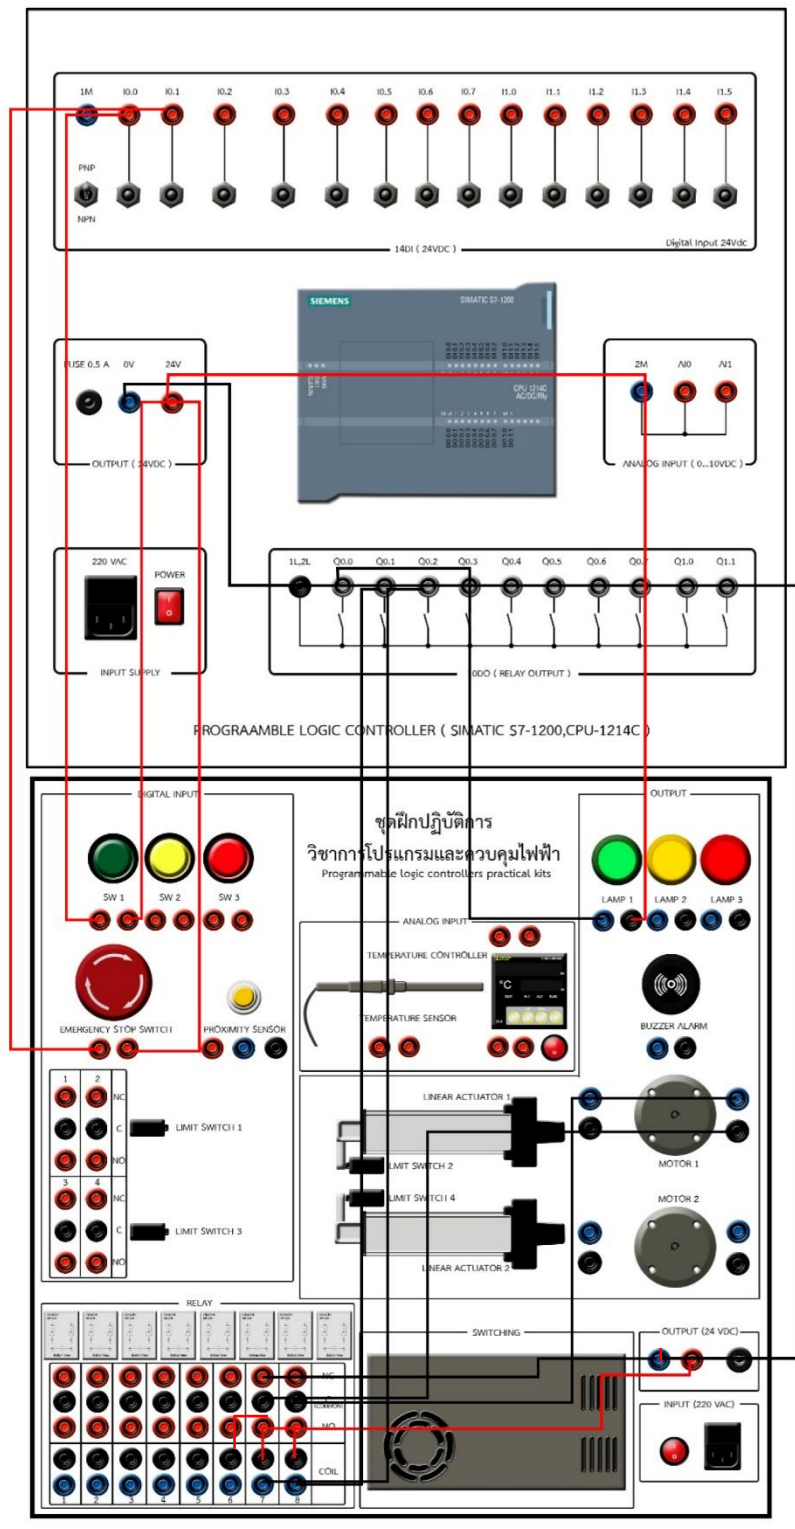 1M I0.0 I0.1 I0.2 I0.3 I0.4 I0.5 I0.6 I0.7 I1.0 I1.1 I1.2 I1.3 I1.4 I1.5
PNP
NPN
Digital Input 24Vdc
14DI ( 24VDC )
SIEMENS SIMATIC S7-1200
CPU 1214C
AC/DC/Rly
FUSE 0.5 A 0V 24V
OUTPUT ( 24VDC )
2M AI0 AI1
ANALOG INPUT ( 0...10VDC )
220 VAC
POWER
INPUT SUPPLY
1L,2L Q0.0 Q0.1 Q0.2 Q0.3 Q0.4 Q0.5 Q0.6 Q0.7 Q1.0 Q1.1
10DO ( RELAY OUTPUT )
PROGRAAMBLE LOGIC CONTROLLER ( SIMATIC S7-1200,CPU-1214C )
DIGITAL INPUT
SW 1 SW 2 SW 3
EMERGENCY STOP SWITCH
PROXIMITY SENSOR
ชุดฝึกปฏิบัติการ
วิชาการโปรแกรมและควบคุมไฟฟ้า
Programmable logic controllers practical kits
OUTPUT
LAMP 1 LAMP 2 LAMP 3
BUZZER ALARM
ANALOG INPUT
TEMPERATURE CONTROLLER
°C
TEMPERATURE SENSOR
1 2
NC
C
NO
LIMIT SWITCH 1
3 4
NC
C
NO
LIMIT SWITCH 3
LINEAR ACTUATOR 1
LMIT SWITCH 2
LIMIT SWITCH 4
LINEAR ACTUATOR 2
MOTOR 1
MOTOR 2
RELAY
NC
(COMMON)
NO
COIL
1 2 3 4 5 6 7 8
SWITCHING
OUTPUT (24 VDC)
INPUT (220 VAC)